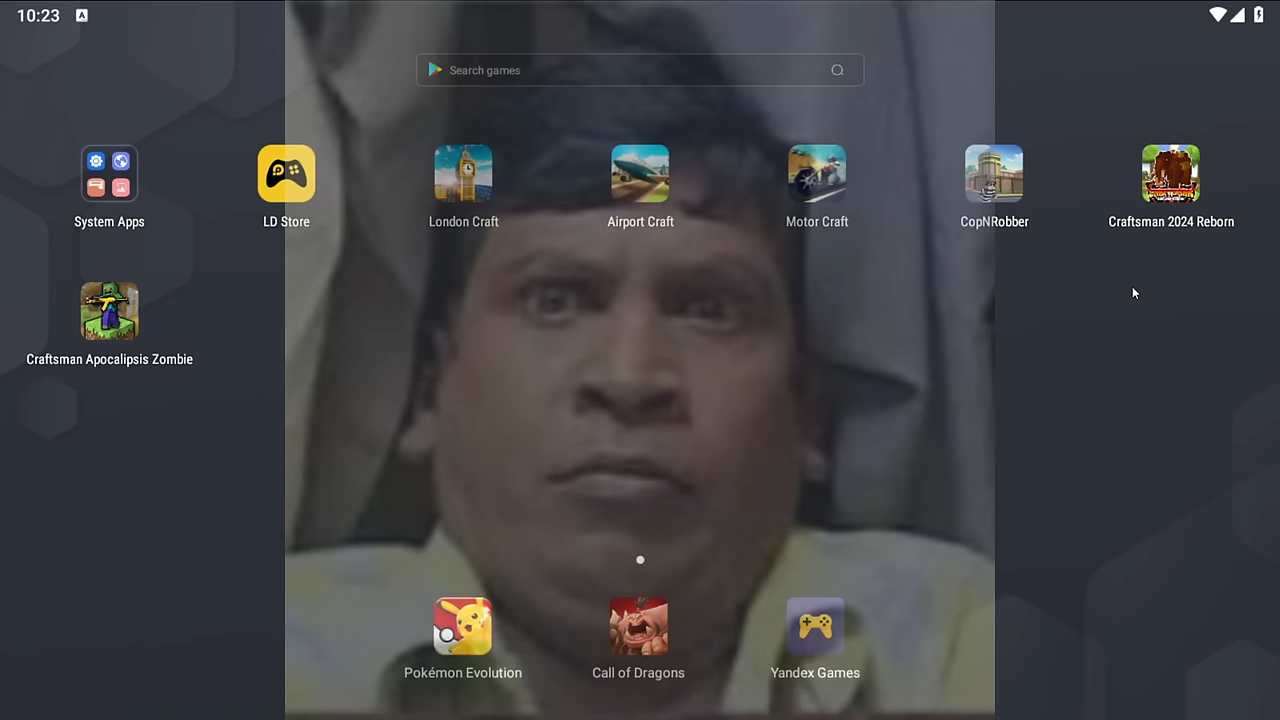 10:23
A
Search games
System Apps
LD Store
London Craft
Airport Craft
Motor Craft
CopNRobber
Craftsman 2024 Reborn
Craftsman Apocalipsis Zombie
Pokémon Evolution
Call of Dragons
Yandex Games